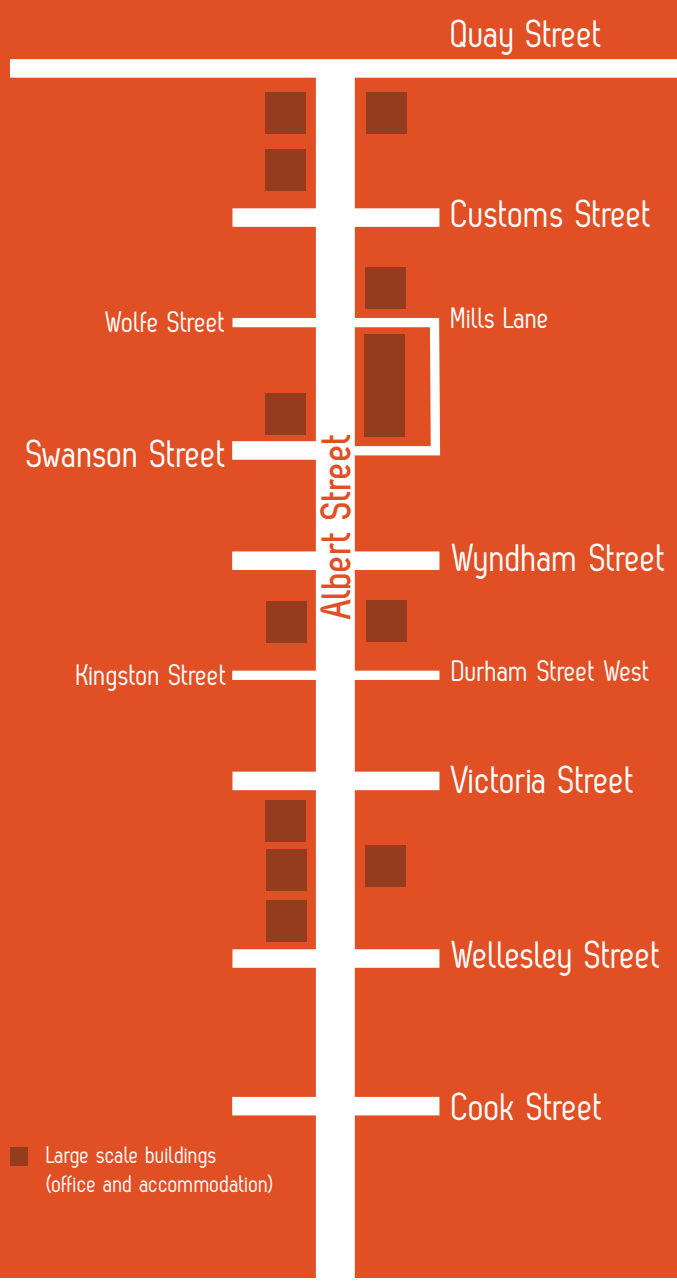 Quay Street
Customs Street
Wolfe Street
Mills Lane
Swanson Street
Albert Street
Wyndham Street
Kingston Street
Durham Street West
Victoria Street
Wellesley Street
Cook Street
Large scale buildings
(office and accommodation)